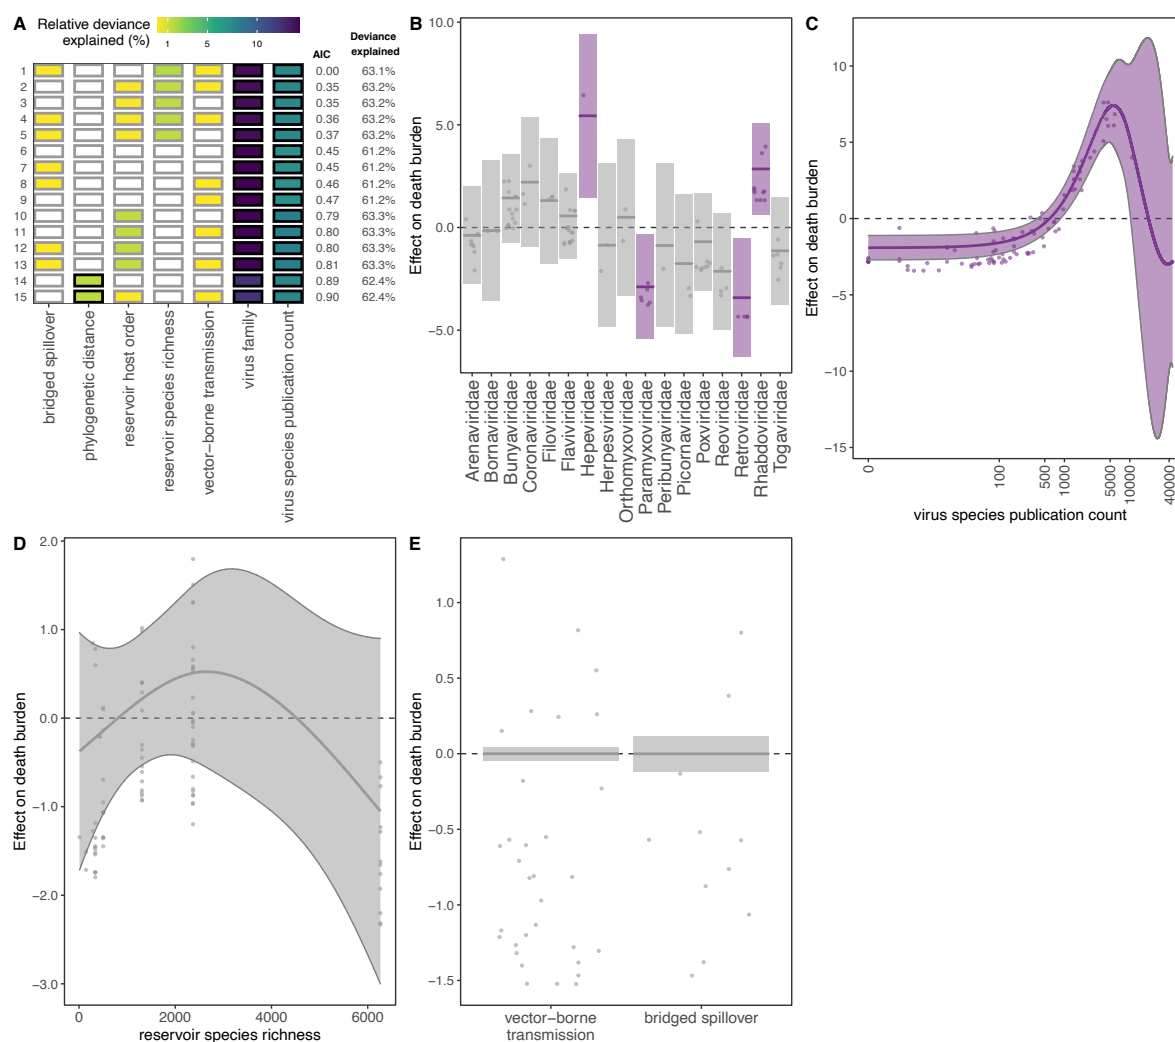 A
Relative deviance
explained (%)
1 5 10
AIC
Deviance
explained
1 0.00 63.1%
2 0.35 63.2%
3 0.35 63.2%
4 0.36 63.2%
5 0.37 63.2%
6 0.45 61.2%
7 0.45 61.2%
8 0.46 61.2%
9 0.47 61.2%
10 0.79 63.3%
11 0.80 63.3%
12 0.80 63.3%
13 0.81 63.3%
14 0.89 62.4%
15 0.90 62.4%
bridged spillover
phylogenetic distance
reservoir host order
reservoir species richness
vector−borne transmission
virus family
virus species publication count
B
Effect on death burden
10.0
5.0
0.0
−5.0
Arenaviridae
Bornaviridae
Bunyaviridae
Coronaviridae
Filoviridae
Flaviviridae
Hepeviridae
Herpesviridae
Orthomyxoviridae
Paramyxoviridae
Peribunyaviridae
Picornaviridae
Poxviridae
Reoviridae
Retroviridae
Rhabdoviridae
Togaviridae
C
Effect on death burden
10
5
0
−5
−10
−15
0
100
500
1000
5000
10000
40000
virus species publication count
D
Effect on death burden
2.0
1.0
0.0
−1.0
−2.0
−3.0
0 2000 4000 6000
reservoir species richness
E
Effect on death burden
1.0
0.5
0.0
−0.5
−1.0
−1.5
vector−borne
transmission
bridged spillover